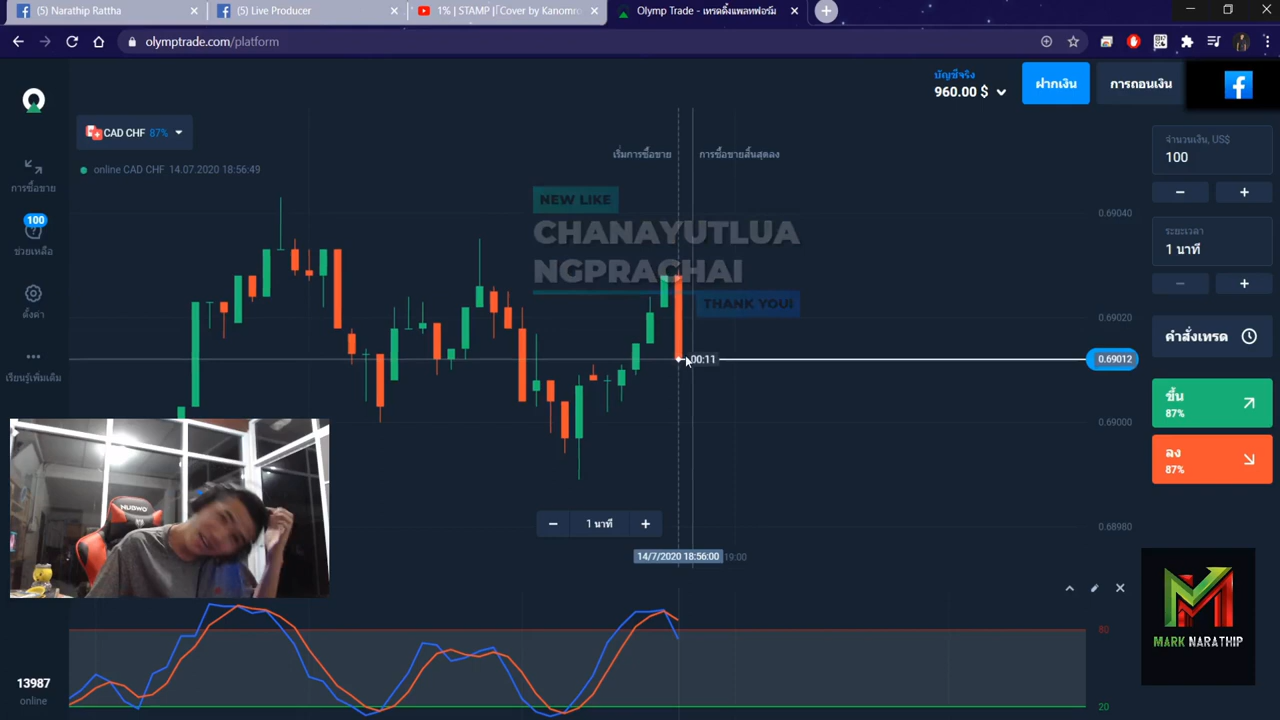 (5) Narathip Rattha
(5) Live Producer
1% | STAMP |「Cover by Kanomro
Olymp Trade - เทรดดิ้งแพลทฟอร์ม
olymptrade.com/platform
บัญชีจริง
960.00 $
ฝากเงิน
การถอนเงิน
CAD CHF 87%
online CAD CHF 14.07.2020 18:56:49
เริ่มการซื้อขาย
การซื้อขายสิ้นสุดลง
การซื้อขาย
100
ช่วยเหลือ
ตั้งค่า
เรียนรู้เพิ่มเติม
NEW LIKE
CHANAYUTLUA
NGPRACHAI
THANK YOU!
จำนวนเงิน, US$
100
ระยะเวลา
1 นาที
คำสั่งเทรด
ขึ้น
87%
ลง
87%
0.69040
0.69020
00:11
0.69012
0.69000
0.68980
NUBWO
1 นาที
14/7/2020 18:56:00
19:00
80
20
MARK NARATHIP
13987
online